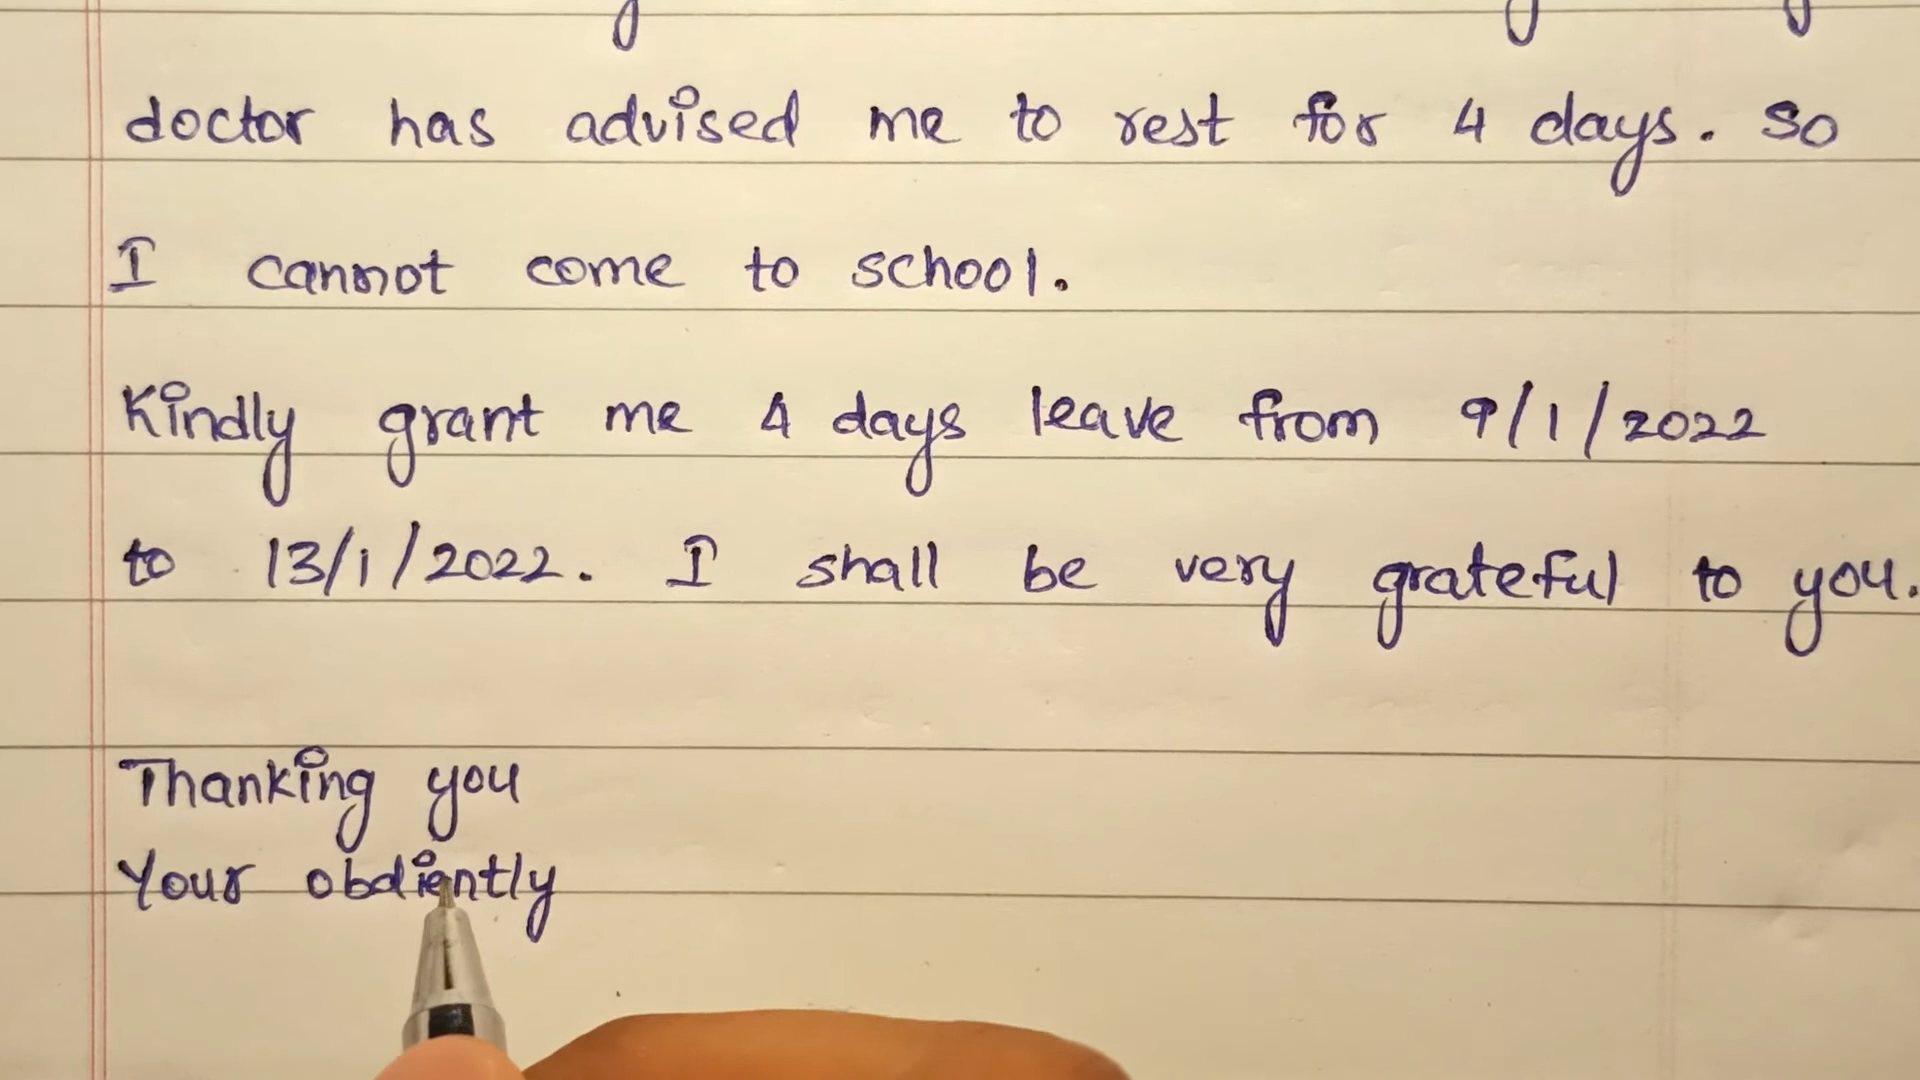 doctor has advised me to rest for 4 days. So
I cannot come to school.
Kindly grant me 4 days leave from 9/1/2022
to 13/1/2022. I shall be very grateful to you.
Thanking you
Your obdiently